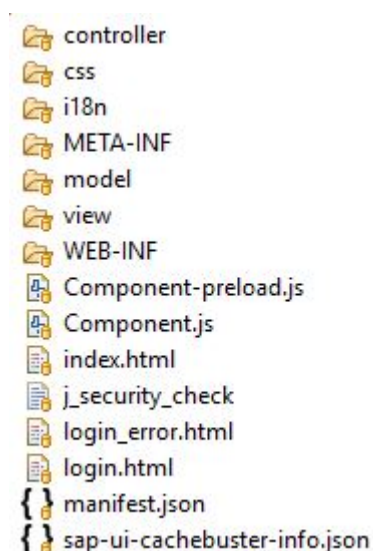 controller
css
i18n
META-INF
model
view
WEB-INF
Component-preload.js
Component.js
index.html
j_security_check
login_error.html
login.html
manifest.json
sap-ui-cachebuster-info.json